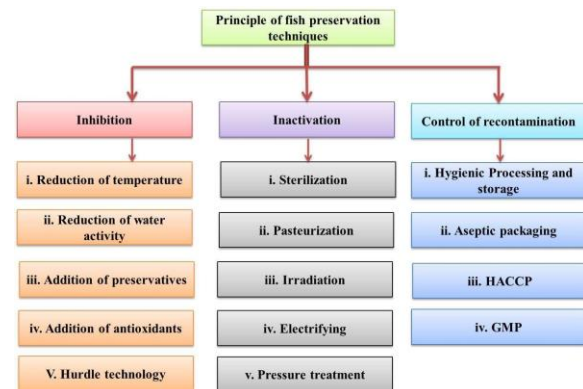 Principle of fish preservation
techniques
Inhibition
Inactivation
Control of recontamination
i. Reduction of temperature
ii. Reduction of water
activity
iii. Addition of preservatives
iv. Addition of antioxidants
V. Hurdle technology
i. Sterilization
ii. Pasteurization
iii. Irradiation
iv. Electrifying
v. Pressure treatment
i. Hygienic Processing and
storage
ii. Aseptic packaging
iii. HACCP
iv. GMP